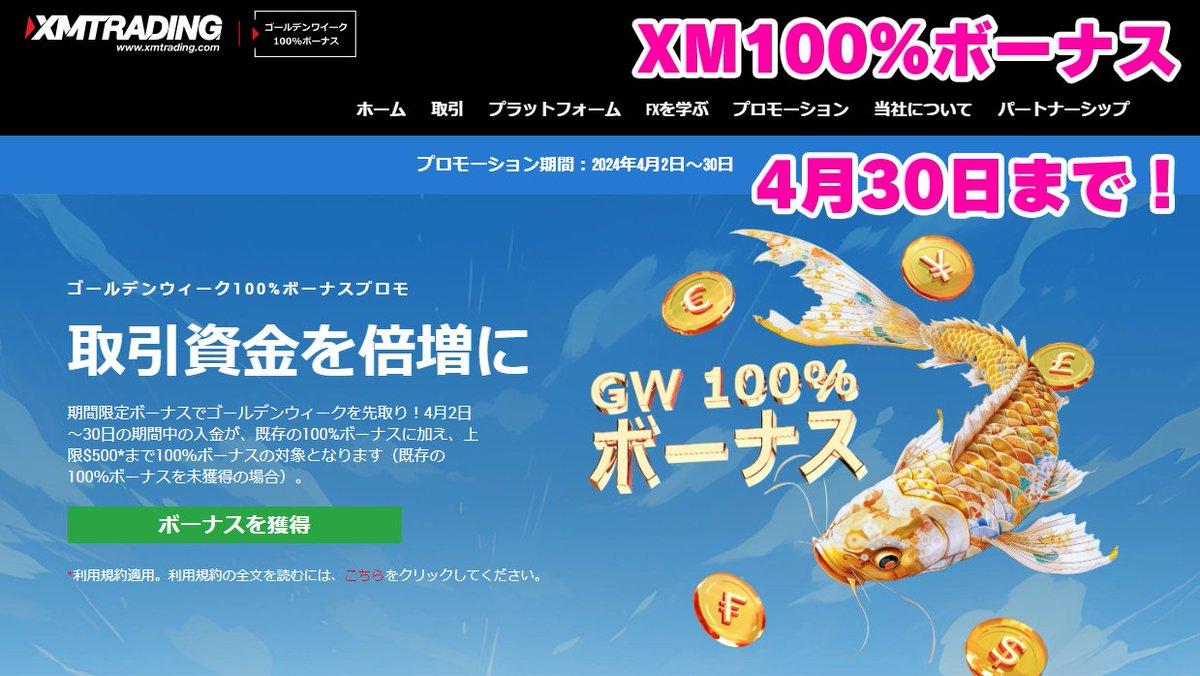 XMTRADING
www.xmtrading.com
ゴールデンワイーク
100%ボーナス
XM100%ボーナス
ホーム 取引 プラットフォーム FXを学ぶ プロモーション 当社について パートナーシップ
プロモーション期間：2024年4月2日～30日
4月30日まで！
ゴールデンウィーク100%ボーナスプロモ
取引資金を倍増に
期間限定ボーナスでゴールデンウィークを先取り！4月2日
～30日の期間中の入金が、既存の100%ボーナスに加え、上
限$500*まで100%ボーナスの対象となります（既存の
100%ボーナスを未獲得の場合）。
ボーナスを獲得
*利用規約適用。利用規約の全文を読むには、こちらをクリックしてください。
GW 100%
ボーナス
€
¥
£
₣
$